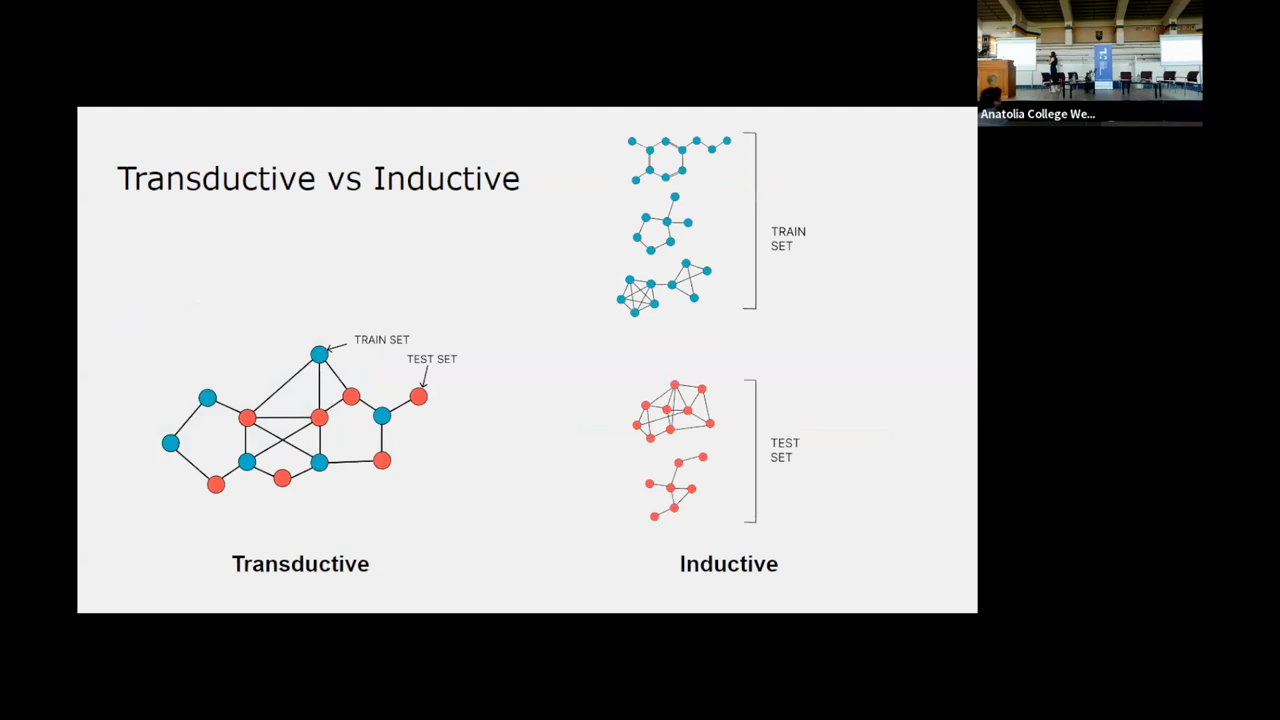 Transductive vs Inductive
TRAIN SET
TEST SET
Transductive
TRAIN
SET
TEST
SET
Inductive
Anatolia College We...